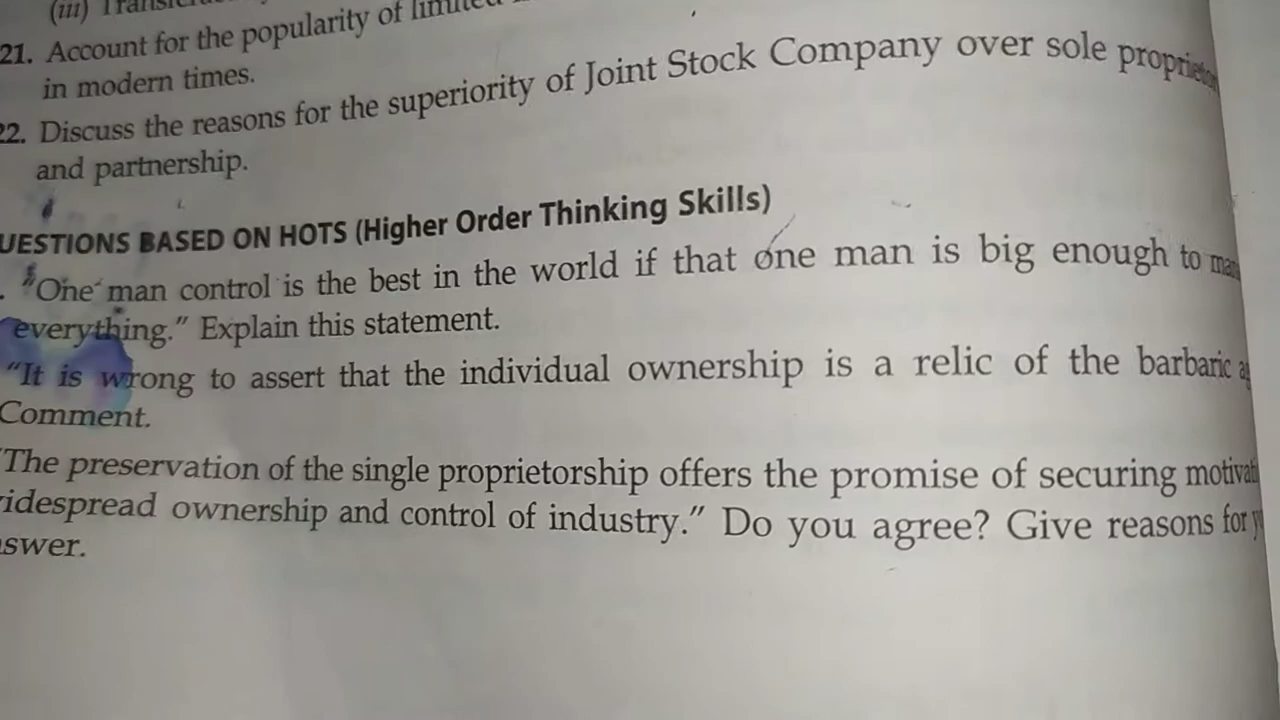 (iii)
21. Account for the popularity of limited
in modern times.
22. Discuss the reasons for the superiority of Joint Stock Company over sole
and partnership.
UESTIONS BASED ON HOTS (Higher Order Thinking Skills)
. "One man control is the best in the world if that one man is big enough to
everything." Explain this statement.
"It is wrong to assert that the individual ownership is a relic of the barbaric
Comment.
"The preservation of the single proprietorship offers the promise of securing
idespread ownership and control of industry." Do you agree? Give reasons for
swer.